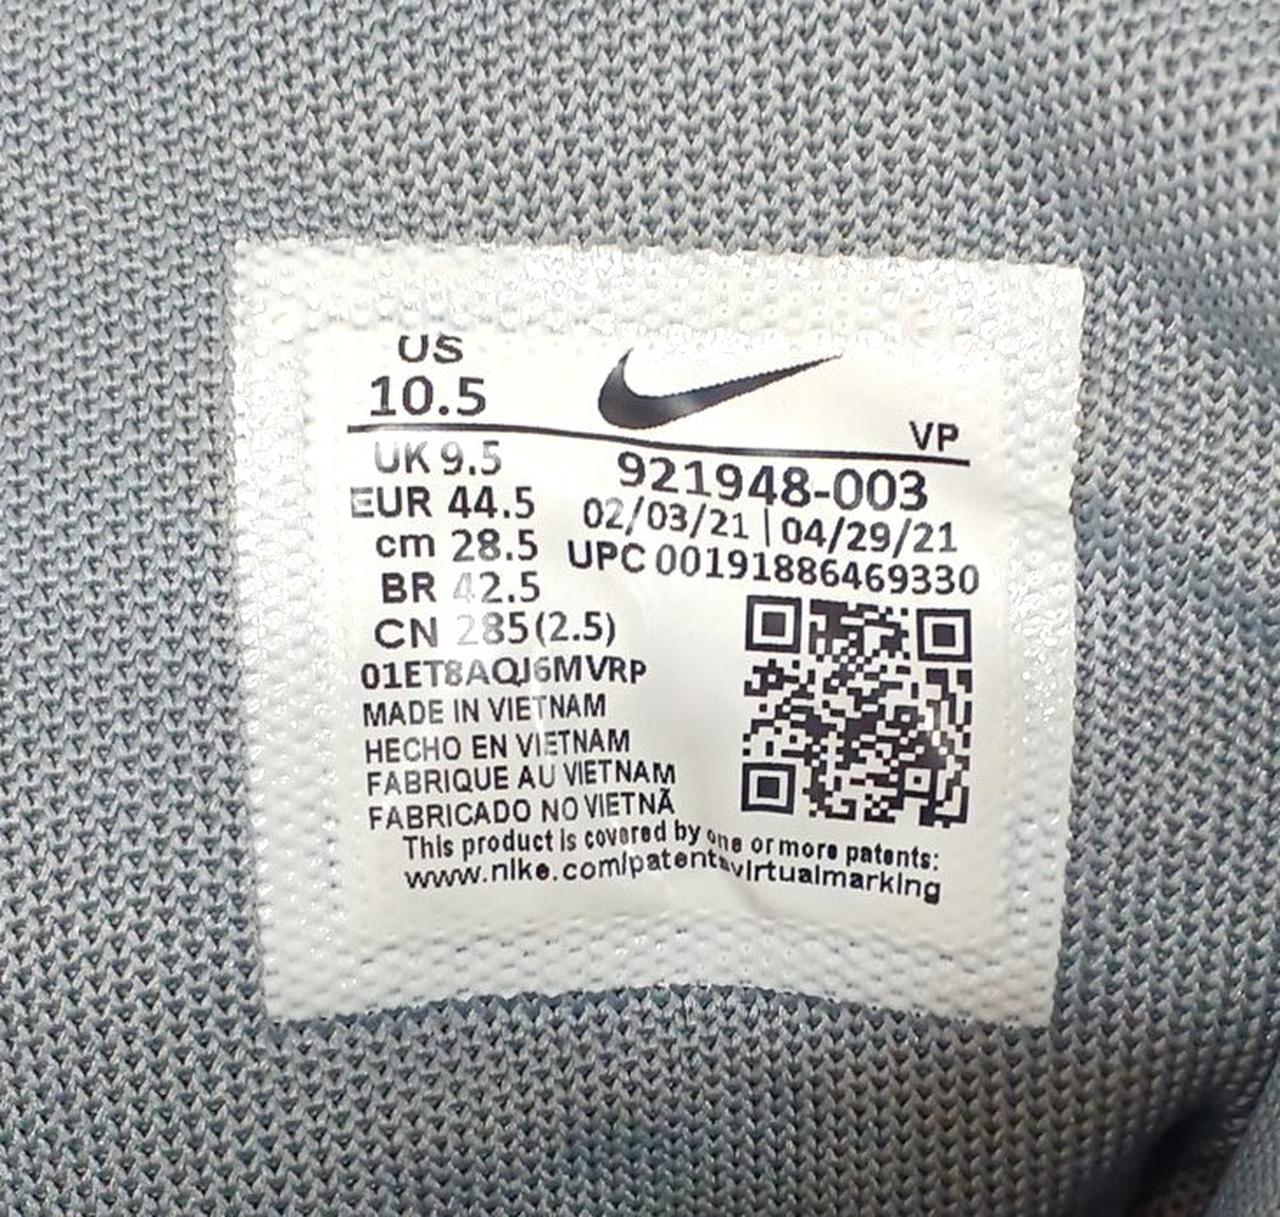 US
10.5
VP
UK 9.5
EUR 44.5
cm 28.5
BR 42.5
CN 285(2.5)
921948-003
02/03/21 | 04/29/21
UPC 00191886469330
01ET8AQJ6MVRP
MADE IN VIETNAM
HECHO EN VIETNAM
FABRIQUE AU VIETNAM
FABRICADO NO VIETNÃ
This product is covered by one or more patents:
www.nike.com/patentsvirtualmarking